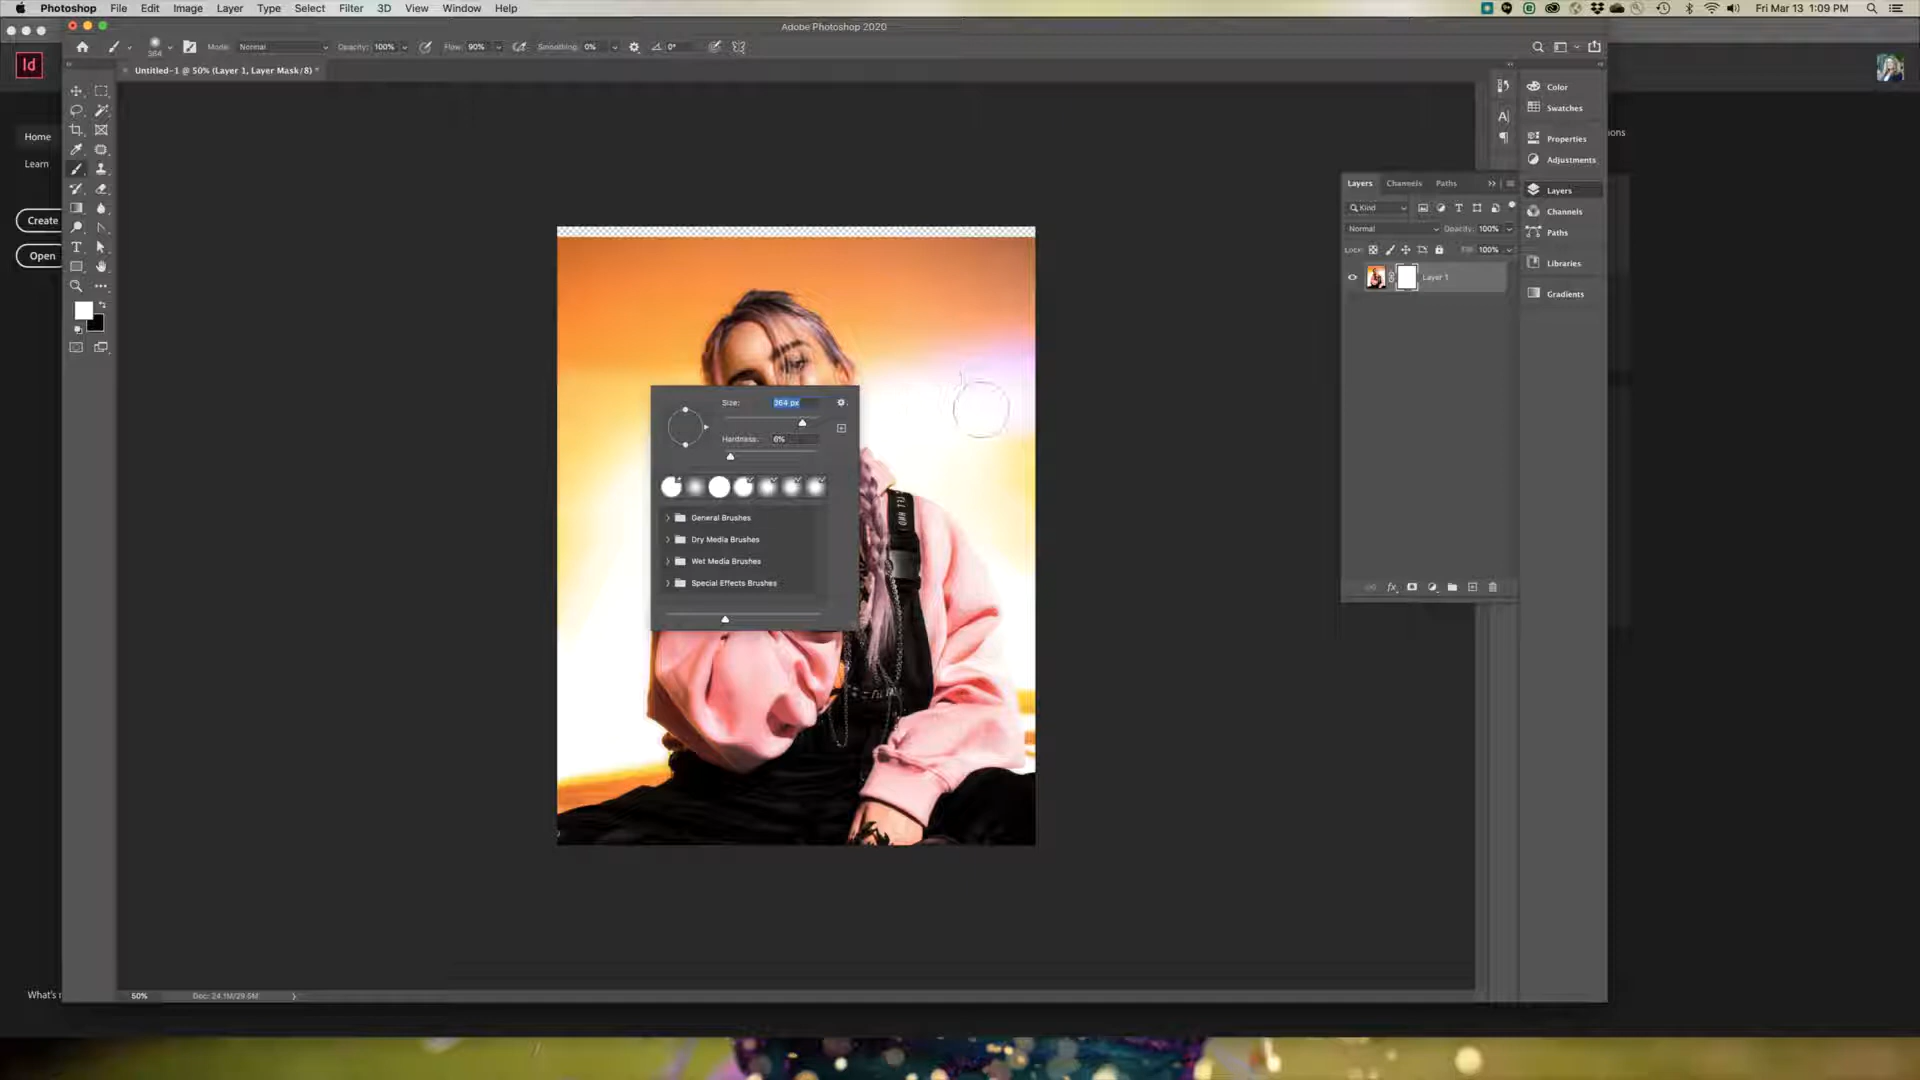 Photoshop File Edit Image Layer Type Select Filter 3D View Window Help Fri Mar 13 1:09 PM
Adobe Photoshop 2020
364 Mode: Normal Opacity: 100% Flow: 90% Smoothing: 0% 0°
Id
Untitled-1 @ 50% (Layer 1, Layer Mask/8) *
Home
Learn
Create
Open
What's
Color
Swatches
Properties
Adjustments
Layers
Channels
Paths
Libraries
Gradients
Layers Channels Paths
Kind
Normal Opacity: 100%
Lock: Fill: 100%
Layer 1
fx
Size: 364 px
Hardness: 6%
General Brushes
Dry Media Brushes
Wet Media Brushes
Special Effects Brushes
50% Doc: 24.1M/29.5M
ions